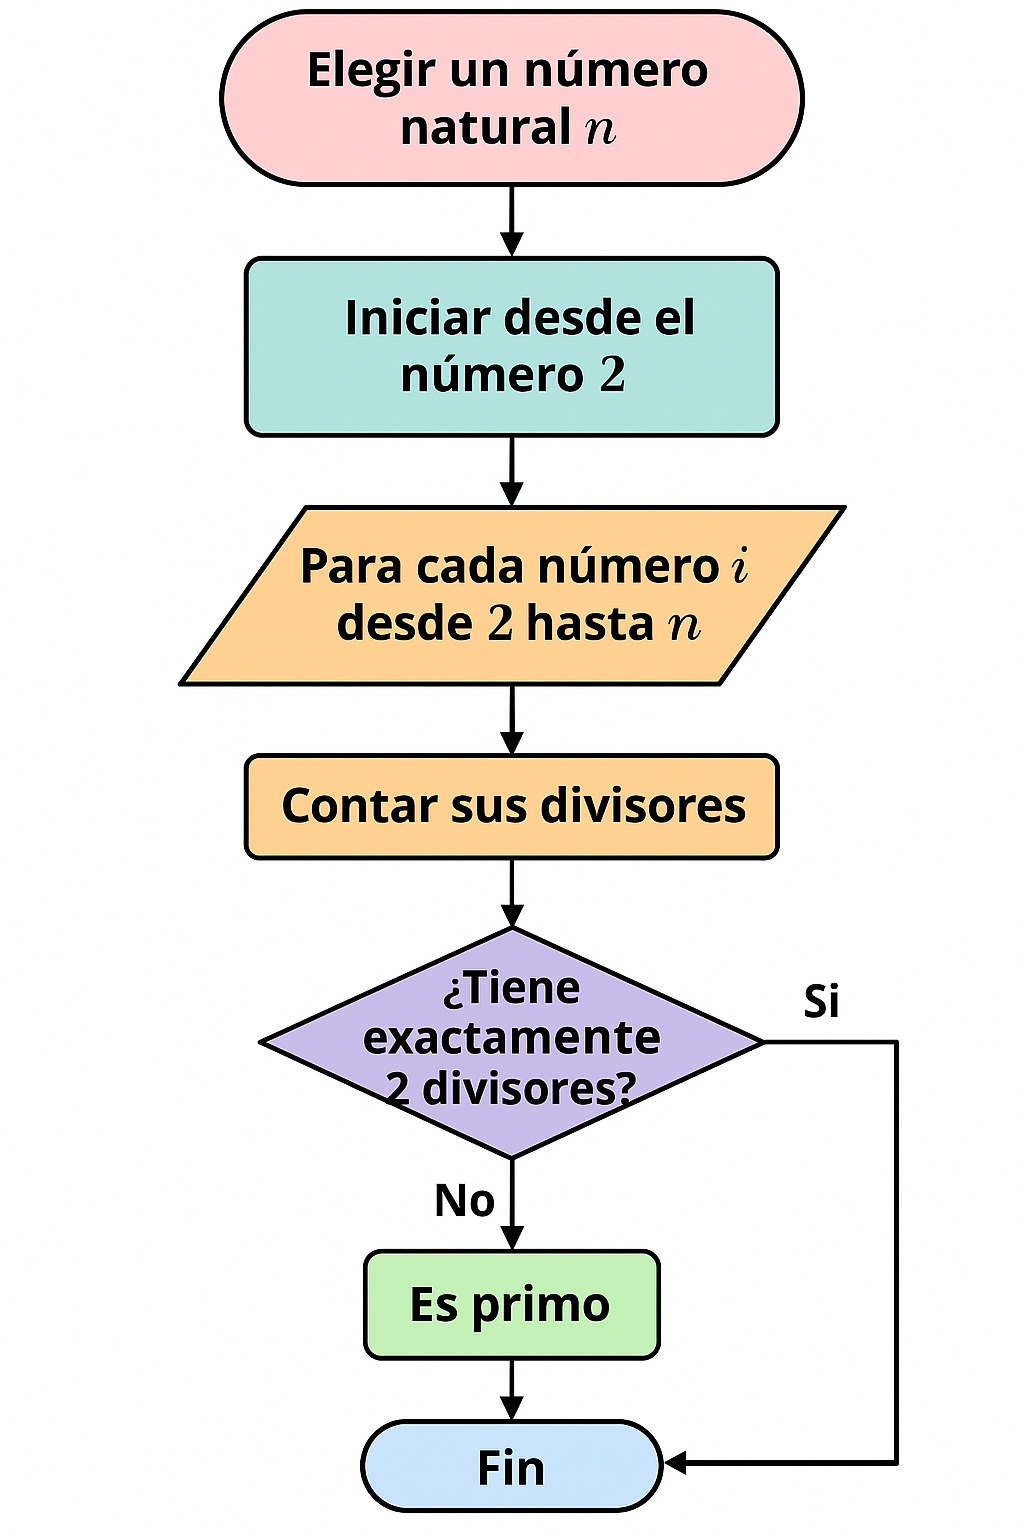 Elegir un número
natural n
Iniciar desde el
número 2
Para cada número i
desde 2 hasta n
Contar sus divisores
¿Tiene
exactamente
2 divisores?
Si
No
Es primo
Fin